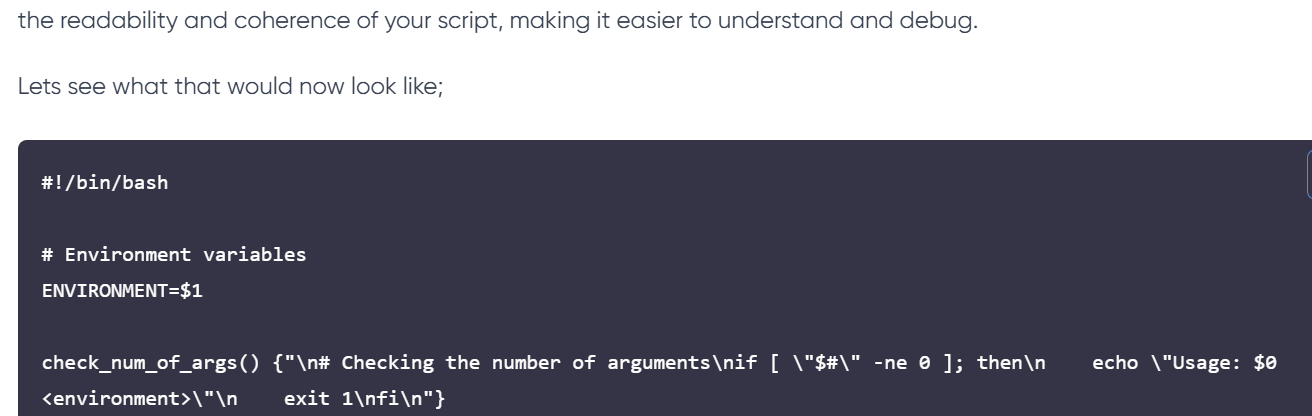 the readability and coherence of your script, making it easier to understand and debug.
Lets see what that would now look like;
#!/bin/bash
# Environment variables
ENVIRONMENT=$1
check_num_of_args() {"\n# Checking the number of arguments\nif [ \"$#\" -ne 0 ]; then\n    echo \"Usage: $0
<environment>\"\n    exit 1\nfi\n"}